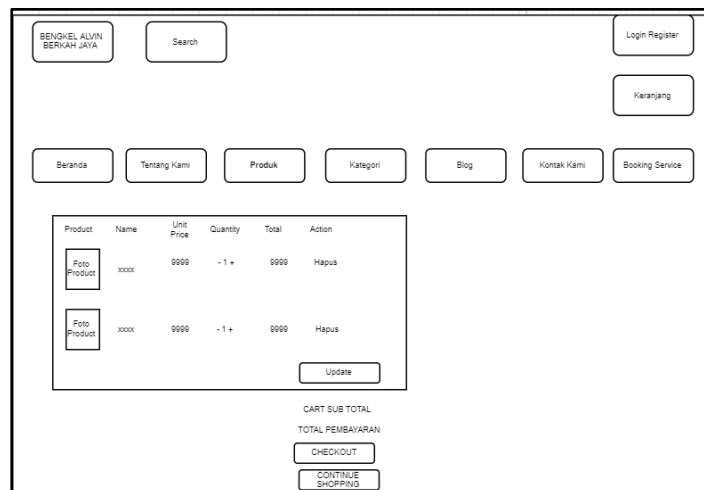 BENGKEL ALVIN
BERKAH JAYA
Search
Login Register
Keranjang
Beranda
Tentang Kami
Produk
Kategori
Blog
Kontak Kami
Booking Service
Product Name Unit Price Quantity Total Action
Foto
Product
xxxx 9999 - 1 + 9999 Hapus
Foto
Product
xxxx 9999 - 1 + 9999 Hapus
Update
CART SUB TOTAL
TOTAL PEMBAYARAN
CHECKOUT
CONTINUE
SHOPPING